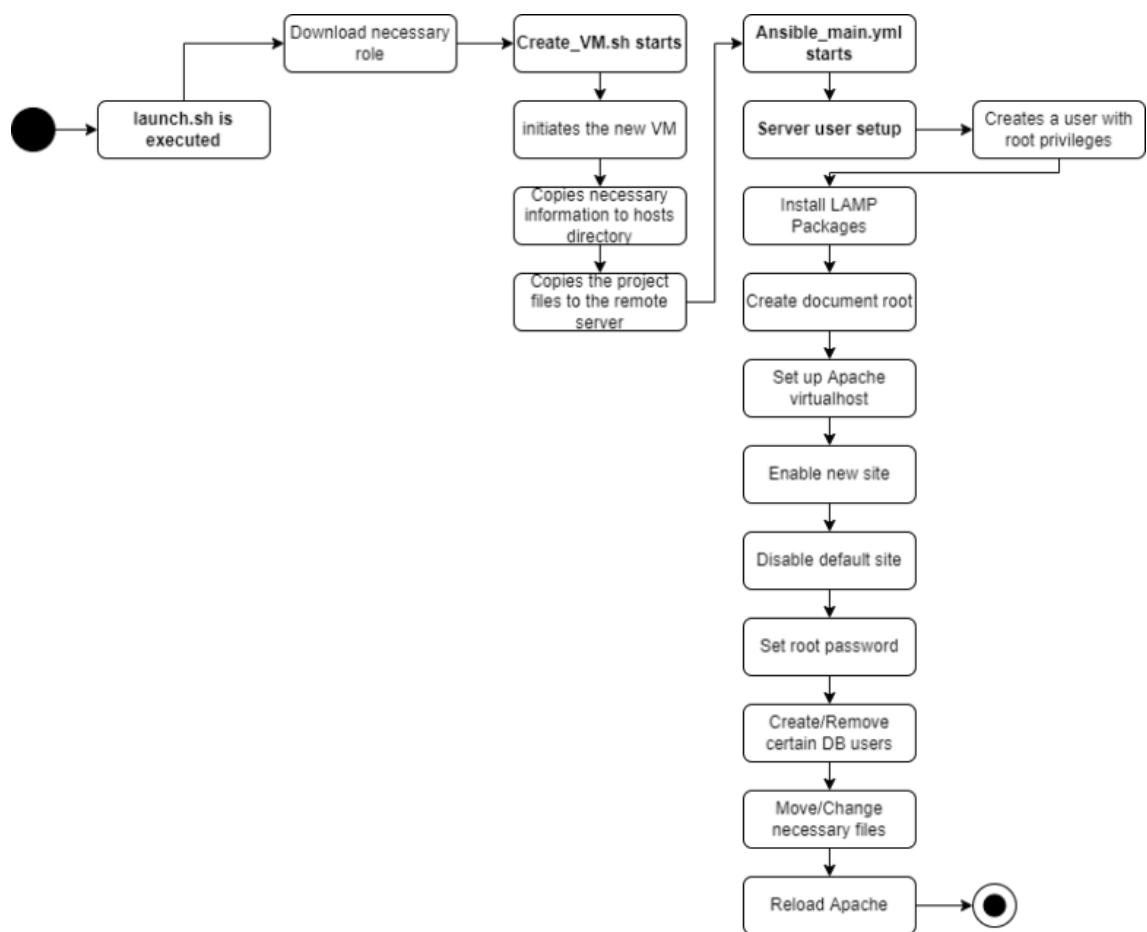 Download necessary
role
Create_VM.sh starts
Ansible_main.yml
starts
launch.sh is
executed
initiates the new VM
Server user setup
Creates a user with
root privileges
Copies necessary
information to hosts
directory
Install LAMP
Packages
Copies the project
files to the remote
server
Create document root
Set up Apache
virtualhost
Enable new site
Disable default site
Set root password
Create/Remove
certain DB users
Move/Change
necessary files
Reload Apache